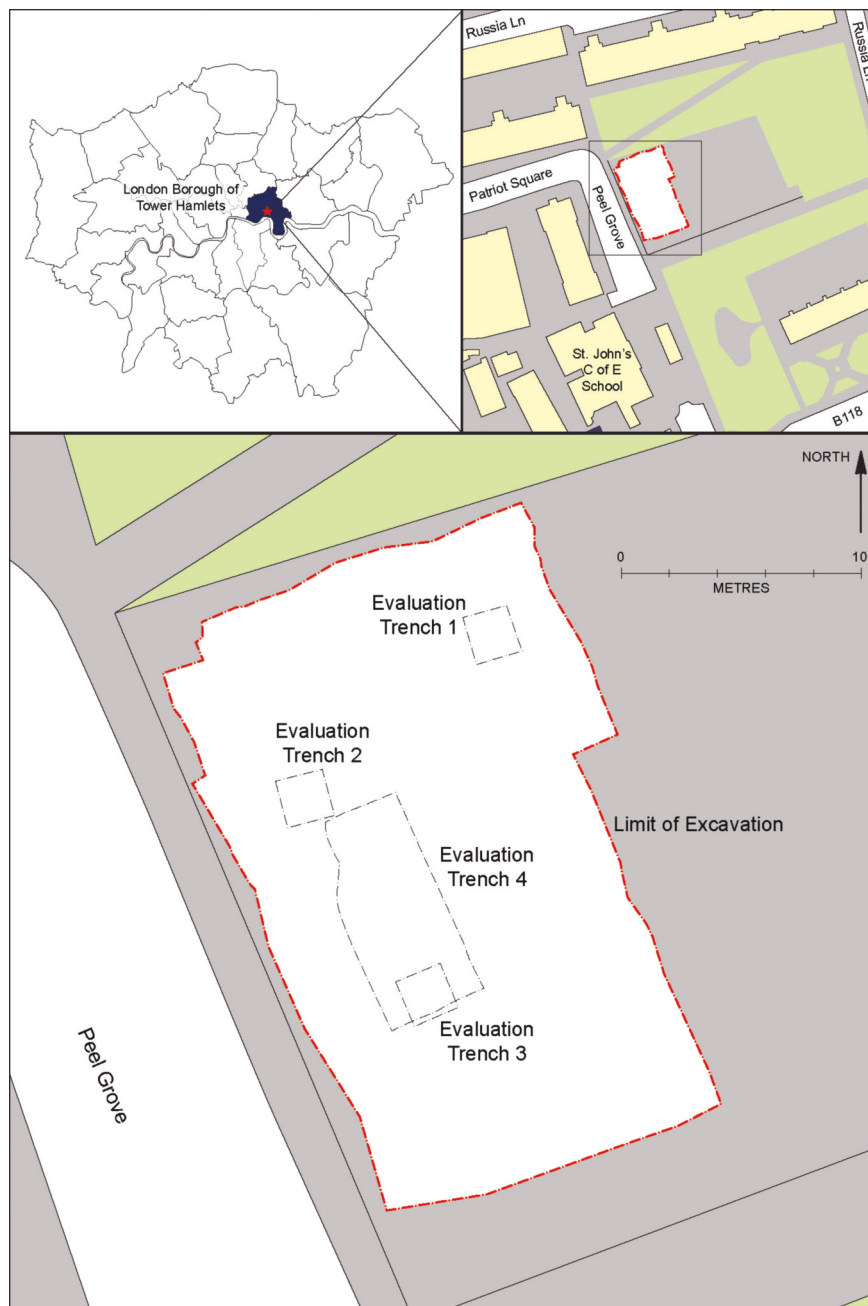 London Borough of
Tower Hamlets
Russia Ln
Russia Ln
Patriot Square
Peel Grove
St. John's
C of E
School
B118
NORTH
0
10
METRES
Evaluation
Trench 1
Evaluation
Trench 2
Limit of Excavation
Evaluation
Trench 4
Evaluation
Trench 3
Peel Grove